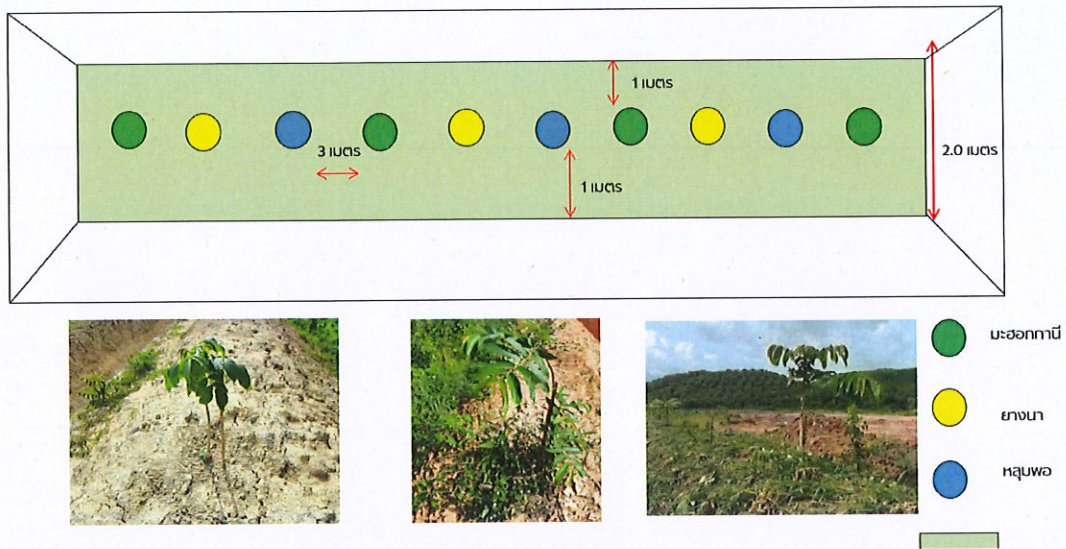 1 เมตร
3 เมตร
1 เมตร
2.0 เมตร
มะฮอกกานี
ยางนา
หลุมพอ